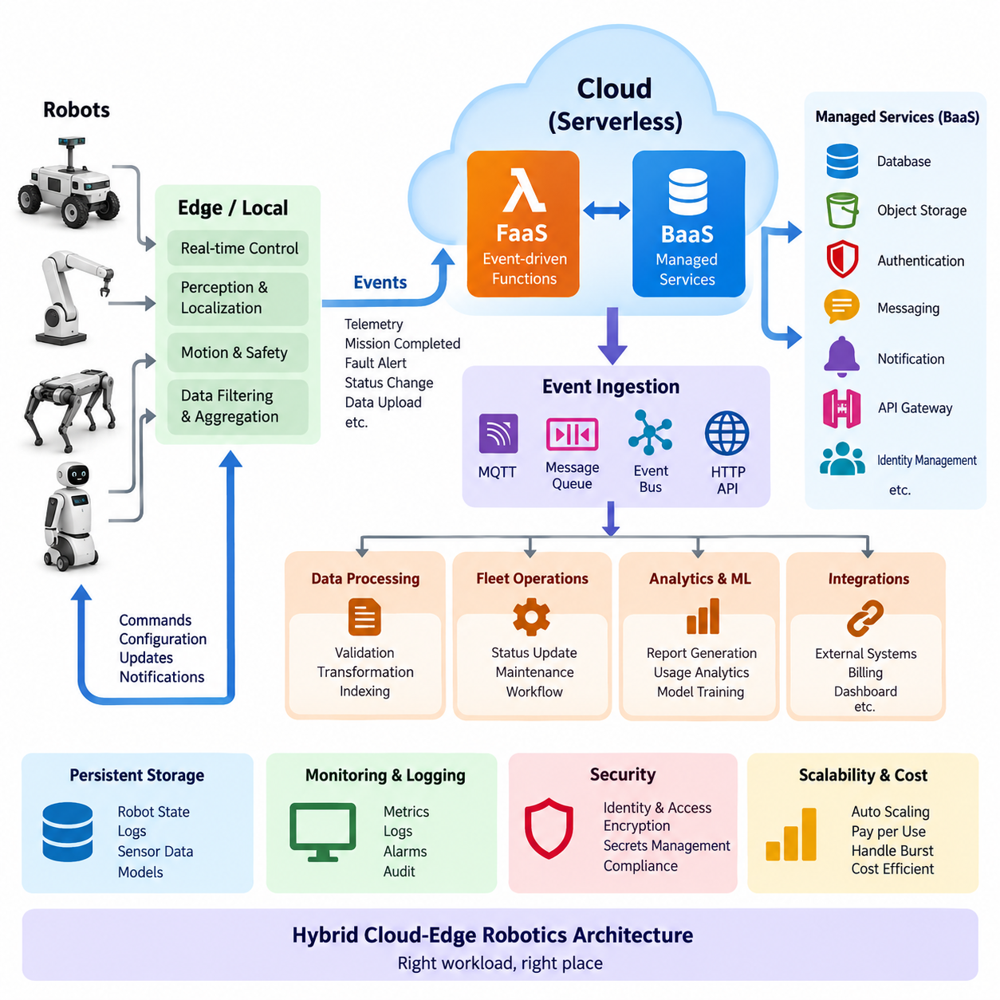 Robots
Edge / Local
Real-time Control
Perception &
Localization
Motion & Safety
Data Filtering
& Aggregation
Events
Telemetry
Mission Completed
Fault Alert
Status Change
Data Upload
etc.
Commands
Configuration
Updates
Notifications
Cloud
(Serverless)
λ
FaaS
Event-driven
Functions
BaaS
Managed
Services
Managed Services (BaaS)
Database
Object Storage
Authentication
Messaging
Notification
API Gateway
Identity Management
etc.
Event Ingestion
MQTT
Message
Queue
Event
Bus
HTTP
API
Data Processing
Validation
Transformation
Indexing
Fleet Operations
Status Update
Maintenance
Workflow
Analytics & ML
Report Generation
Usage Analytics
Model Training
Integrations
External Systems
Billing
Dashboard
etc.
Persistent Storage
Robot State
Logs
Sensor Data
Models
Monitoring & Logging
Metrics
Logs
Alarms
Audit
Security
Identity & Access
Encryption
Secrets Management
Compliance
Scalability & Cost
Auto Scaling
Pay per Use
Handle Burst
Cost Efficient
Hybrid Cloud-Edge Robotics Architecture
Right workload, right place